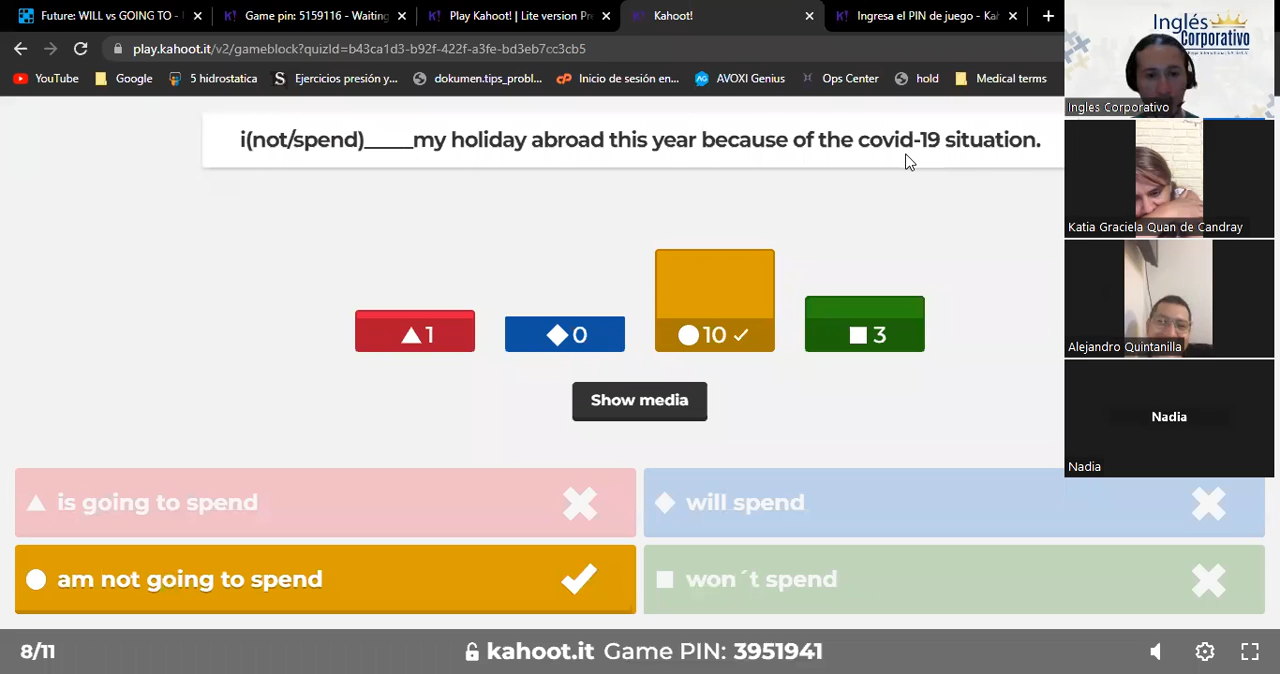 Future: WILL vs GOING TO -
Game pin: 5159116 - Waiting
Play Kahoot! | Lite version Pre
Kahoot!
Ingresa el PIN de juego - Kah
play.kahoot.it/v2/gameblock?quizId=b43ca1d3-b92f-422f-a3fe-bd3eb7cc3cb5
YouTube
Google
5 hidrostatica
Ejercicios presión y...
dokumen.tips_probl...
Inicio de sesión en...
AVOXI Genius
Ops Center
hold
Medical terms
Inglés
Corporativo
Ingles Corporativo
i(not/spend)____my holiday abroad this year because of the covid-19 situation.
Katia Graciela Quan de Candray
Alejandro Quintanilla
Nadia
Nadia
1
0
10
3
Show media
is going to spend
will spend
am not going to spend
won´t spend
8/11
kahoot.it Game PIN: 3951941